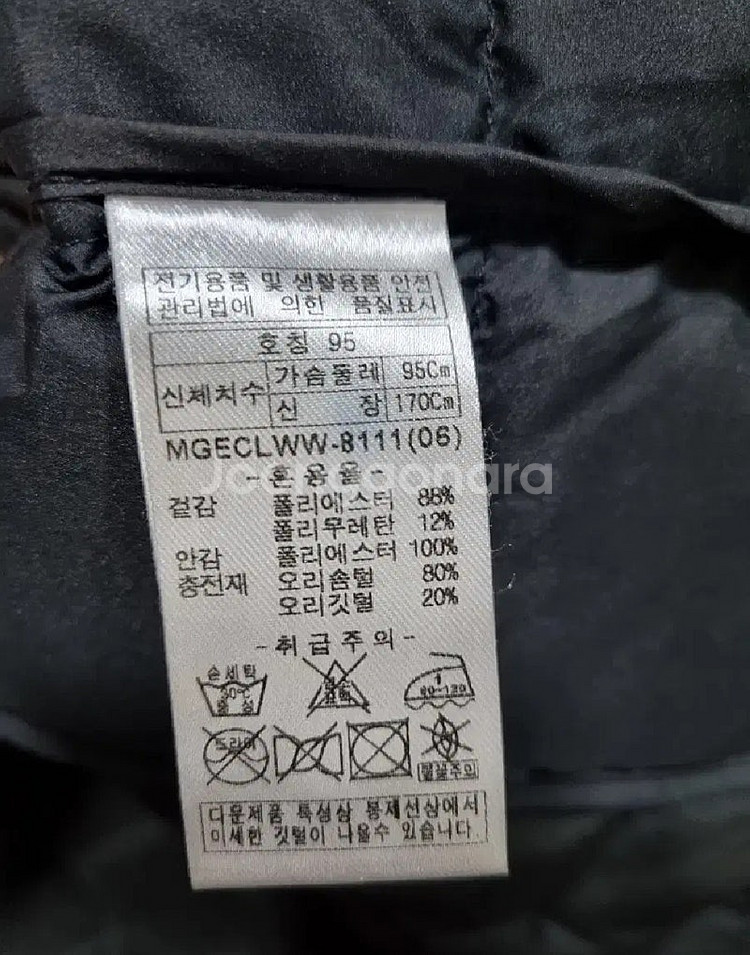 전기용품 및 생활용품 안전
관리법에 의한 품질표시
호칭 95
신체치수 가슴둘레 95Cm
신 장 170Cm
MGECLWW-8111(06)
-혼용율-
겉감 폴리에스터 88%
폴리우레탄 12%
안감 폴리에스터 100%
충전재 오리솜털 80%
오리깃털 20%
-취급주의-
손세탁
30℃
중성
80-120
드라이
불꽃주의
다운제품 특성상 봉제선상에서
미세한 깃털이 나올수 있습니다.
Joongonara